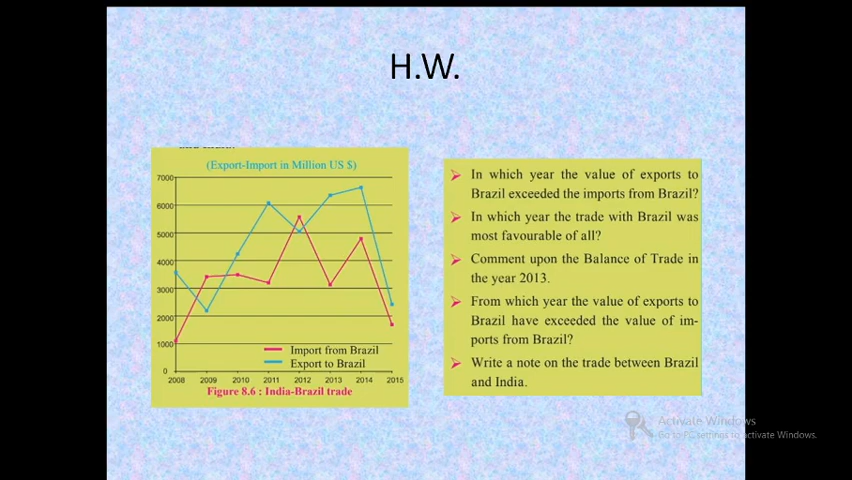 H.W.
(Export-Import in Million US $)
7000
6000
5000
4000
3000
2000
1000
0
Import from Brazil
Export to Brazil
2008 2009 2010 2011 2012 2013 2014 2015
Figure 8.6 : India-Brazil trade
In which year the value of exports to
Brazil exceeded the imports from Brazil?
In which year the trade with Brazil was
most favourable of all?
Comment upon the Balance of Trade in
the year 2013.
From which year the value of exports to
Brazil have exceeded the value of im-
ports from Brazil?
Write a note on the trade between Brazil
and India.
Activate Windows
Go to PC settings to activate Windows.